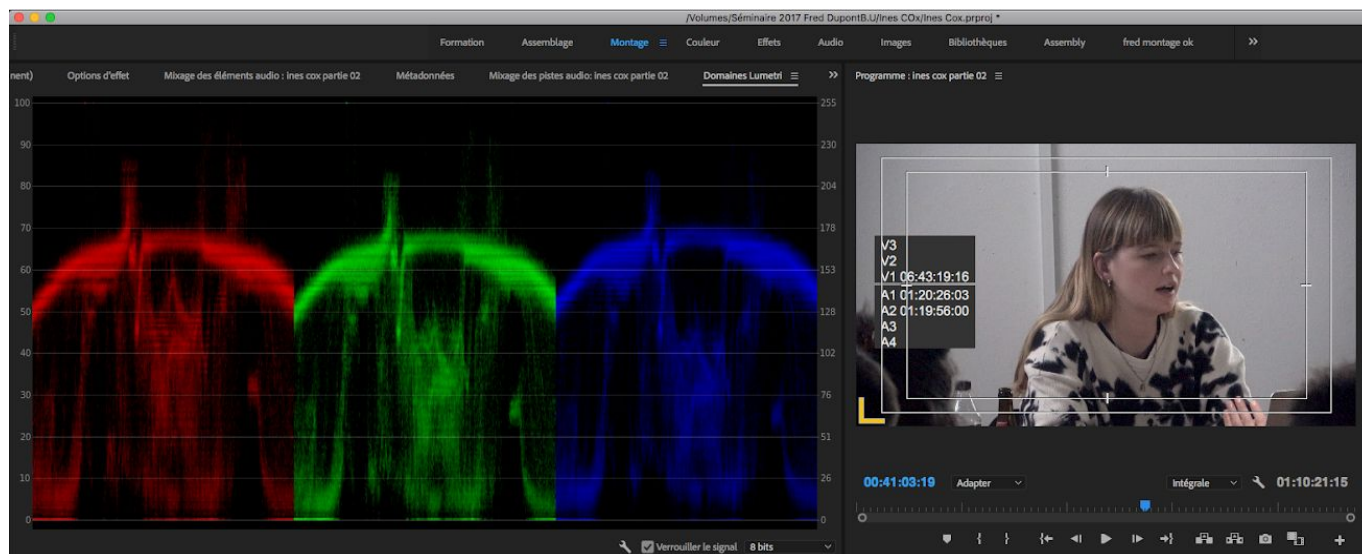 /Volumes/Séminaire 2017 Fred DupontB.U/Ines COx/Ines Cox.prproj *
Formation Assemblage Montage Couleur Effets Audio Images Bibliothèques Assembly fred montage ok
nent) Options d'effet Mixage des éléments audio : ines cox partie 02 Métadonnées Mixage des pistes audio: ines cox partie 02 Domaines Lumetri
Programme : ines cox partie 02
100 255
90 230
80 204
70 178
60 153
50 128
40 102
30 76
20 51
10 26
0 0
Verrouiller le signal 8 bits
V3
V2
V1 06:43:19:16
A1 01:20:26:03
A2 01:19:56:00
A3
A4
00:41:03:19 Adapter Intégrale 01:10:21:15